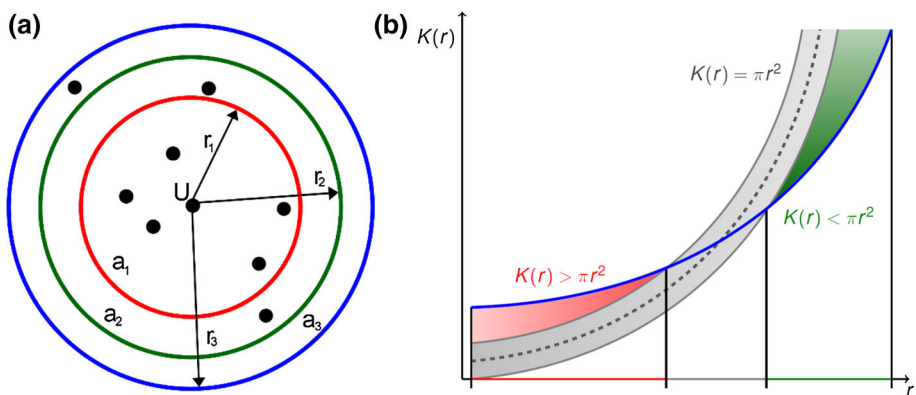 (a)
U
r₁
r₂
a₁
a₂
r₃
a₃
(b)
K(r)
K(r) = πr²
K(r) < πr²
K(r) > πr²
r